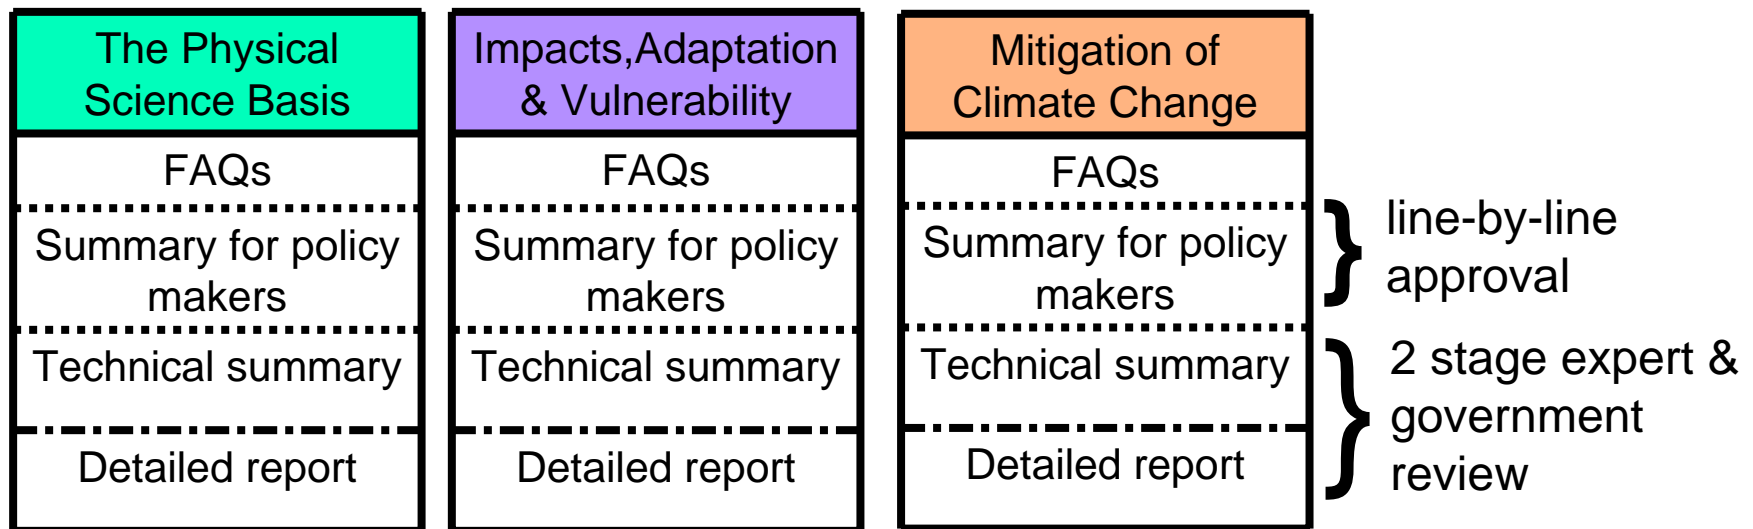 The Physical
Science Basis
FAQs
Summary for policy
makers
Technical summary
Detailed report
Impacts,Adaptation
& Vulnerability
FAQs
Summary for policy
makers
Technical summary
Detailed report
Mitigation of
Climate Change
FAQs
Summary for policy
makers
Technical summary
Detailed report
line-by-line
approval
2 stage expert &
government
review